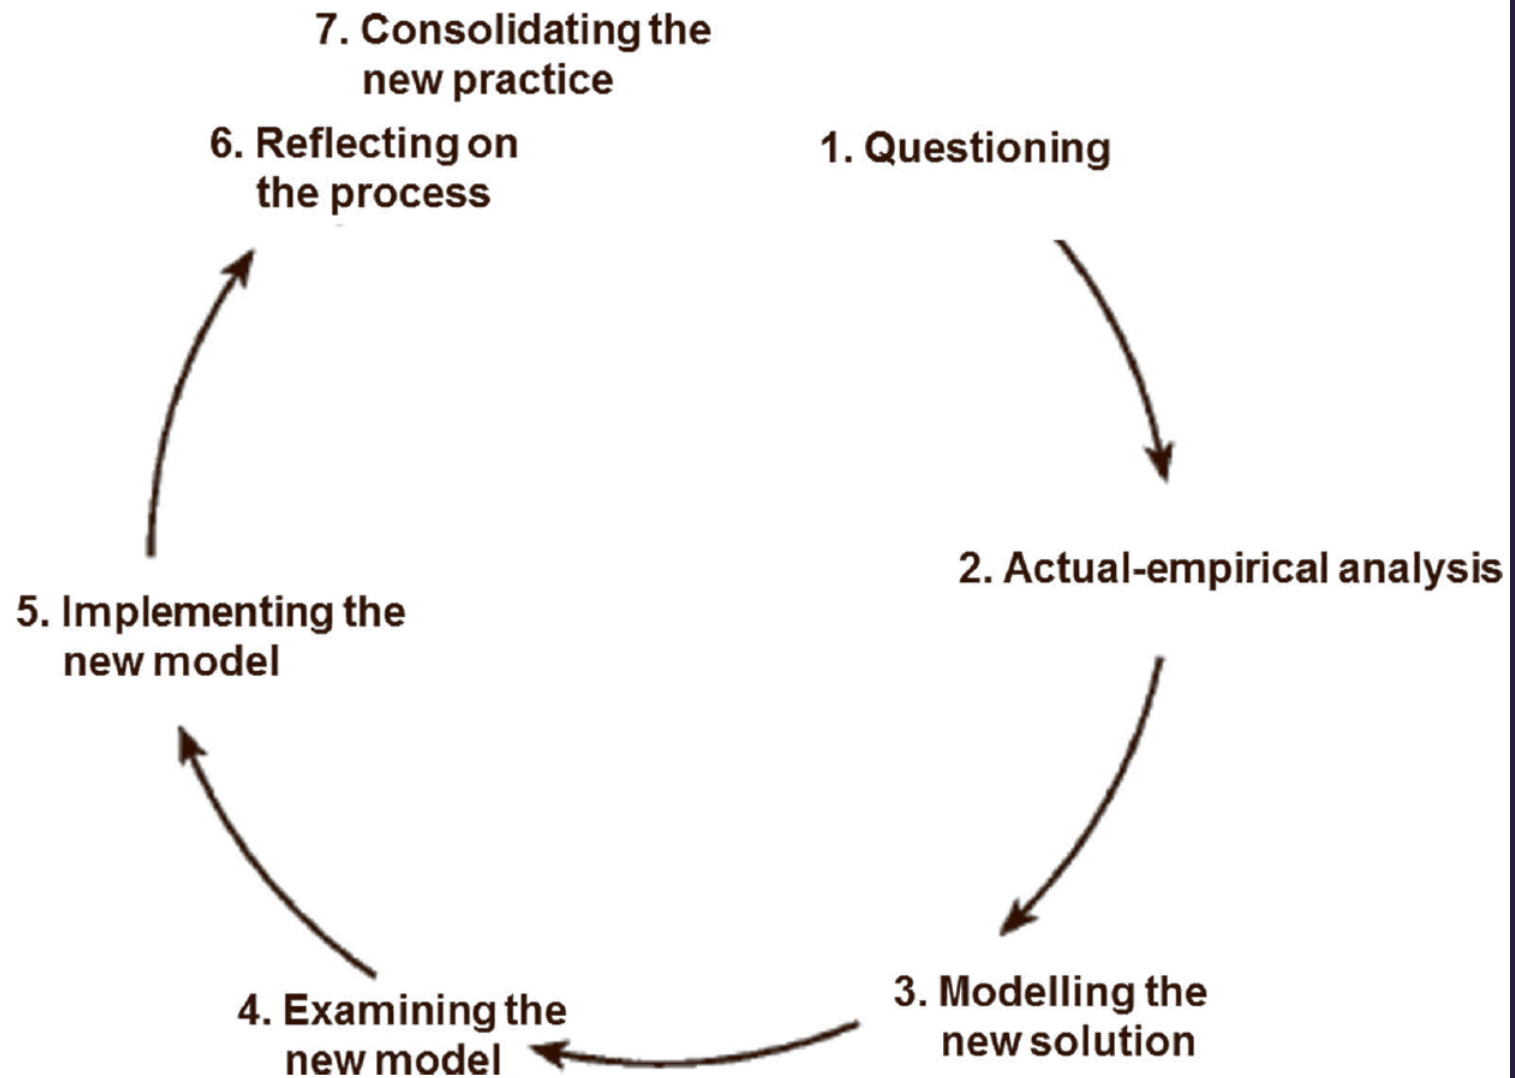 7. Consolidating the
new practice
6. Reflecting on
the process
1. Questioning
2. Actual-empirical analysis
5. Implementing the
new model
3. Modelling the
new solution
4. Examining the
new model